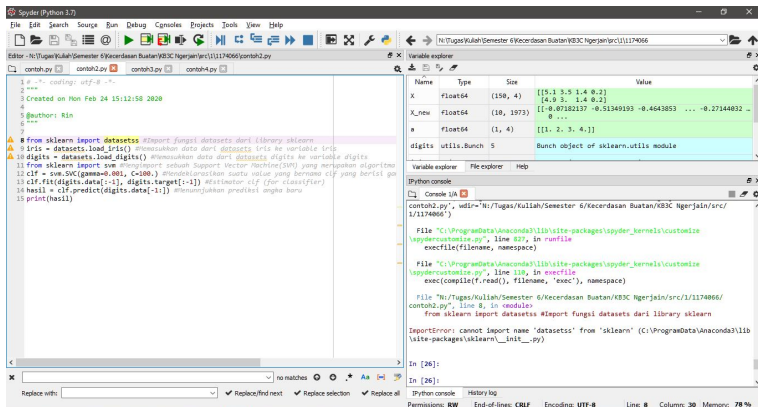 Spyder (Python 3.7)
File Edit Search Source Run Debug Consoles Projects Tools View Help
N:\Tugas\Kuliah\Semester 6\Kecerdasan Buatan\KB3C Ngerjain\src\1\1174066
Editor - N:\Tugas\Kuliah\Semester 6\Kecerdasan Buatan\KB3C Ngerjain\src\1\1174066\contoh2.py
contoh.py contoh2.py contoh3.py contoh4.py
1 # -*- coding: utf-8 -*-
2 """
3 Created on Mon Feb 24 15:12:58 2020
4
5 @author: Rin
6 """
7
8 from sklearn import datasetss #Import fungsi datasets dari library sklearn
9 iris = datasets.load_iris() #Memasukkan data dari datasets iris ke variable iris
10 digits = datasets.load_digits() #Memasukkan data dari datasets digits ke variable digits
11 from sklearn import svm #Mengimport sebuah Support Vector Machine(SVM) yang merupakan algoritma
12 clf = svm.SVC(gamma=0.001, C=100.) #Mendeklarasikan suatu value yang bernama clf yang berisi gam
13 clf.fit(digits.data[:-1], digits.target[:-1]) #Estimator clf (for classifier)
14 hasil = clf.predict(digits.data[-1:]) #Menunjukkan prediksi angka baru
15 print(hasil)
no matches Aa
Replace with: Replace/find next Replace selection Replace all
Variable explorer
Name Type Size Value
X float64 (150, 4) [[5.1 3.5 1.4 0.2]
[4.9 3. 1.4 0.2]
X_new float64 (10, 1973) [[-0.07182137 -0.51349193 -0.4643853 ... -0.27144032 …
0 ...
a float64 (1, 4) [[1. 2. 3. 4.]]
digits utils.Bunch 5 Bunch object of sklearn.utils module
Variable explorer File explorer Help
IPython console
Console 1/A
contoh2.py', wdir='N:/Tugas/Kuliah/Semester 6/Kecerdasan Buatan/KB3C Ngerjain/src/
1/1174066')
File "C:\ProgramData\Anaconda3\lib\site-packages\spyder_kernels\customize
\spydercustomize.py", line 827, in runfile
execfile(filename, namespace)
File "C:\ProgramData\Anaconda3\lib\site-packages\spyder_kernels\customize
\spydercustomize.py", line 110, in execfile
exec(compile(f.read(), filename, 'exec'), namespace)
File "N:/Tugas/Kuliah/Semester 6/Kecerdasan Buatan/KB3C Ngerjain/src/1/1174066/
contoh2.py", line 8, in <module>
from sklearn import datasetss #Import fungsi datasets dari library sklearn
ImportError: cannot import name 'datasetss' from 'sklearn' (C:\ProgramData\Anaconda3\lib
\site-packages\sklearn\__init__.py)
In [26]:
In [26]:
IPython console History log
Permissions: RW End-of-lines: CRLF Encoding: UTF-8 Line: 8 Column: 30 Memory: 78 %